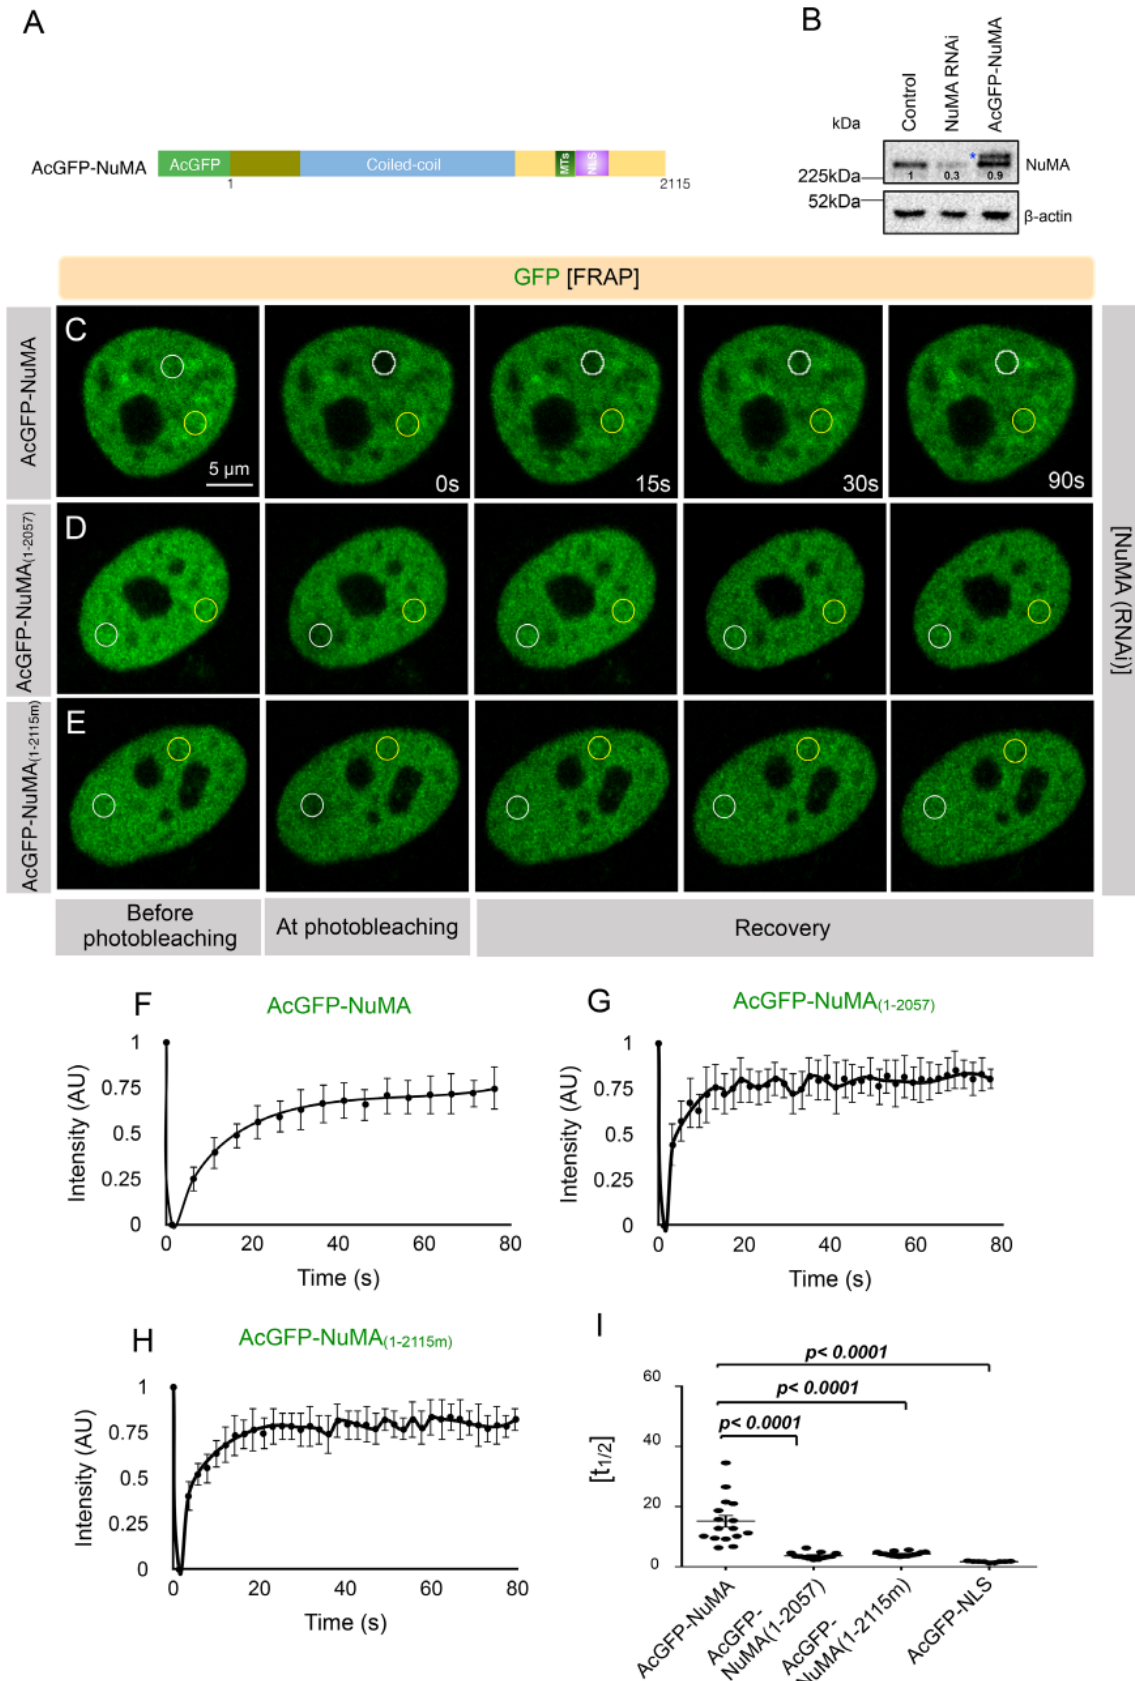 A
AcGFP-NuMA
AcGFP
Coiled-coil
MTs
NLS
1
2115
B
Control
NuMA RNAi
AcGFP-NuMA
kDa
*
NuMA
1
0.3
0.9
225kDa
52kDa
β-actin
GFP [FRAP]
AcGFP-NuMA
C
5 µm
0s
15s
30s
90s
AcGFP-NuMA(1-2057)
D
AcGFP-NuMA(1-2115m)
E
[NuMA (RNAi)]
Before
photobleaching
At photobleaching
Recovery
F
AcGFP-NuMA
Intensity (AU)
1
0.75
0.5
0.25
0
0
20
40
60
80
Time (s)
G
AcGFP-NuMA(1-2057)
Intensity (AU)
1
0.75
0.5
0.25
0
0
20
40
60
80
Time (s)
H
AcGFP-NuMA(1-2115m)
Intensity (AU)
1
0.75
0.5
0.25
0
0
20
40
60
80
Time (s)
I
p< 0.0001
p< 0.0001
p< 0.0001
[t1/2]
60
40
20
0
AcGFP-NuMA
AcGFP-
NuMA(1-2057)
AcGFP-
NuMA(1-2115m)
AcGFP-NLS